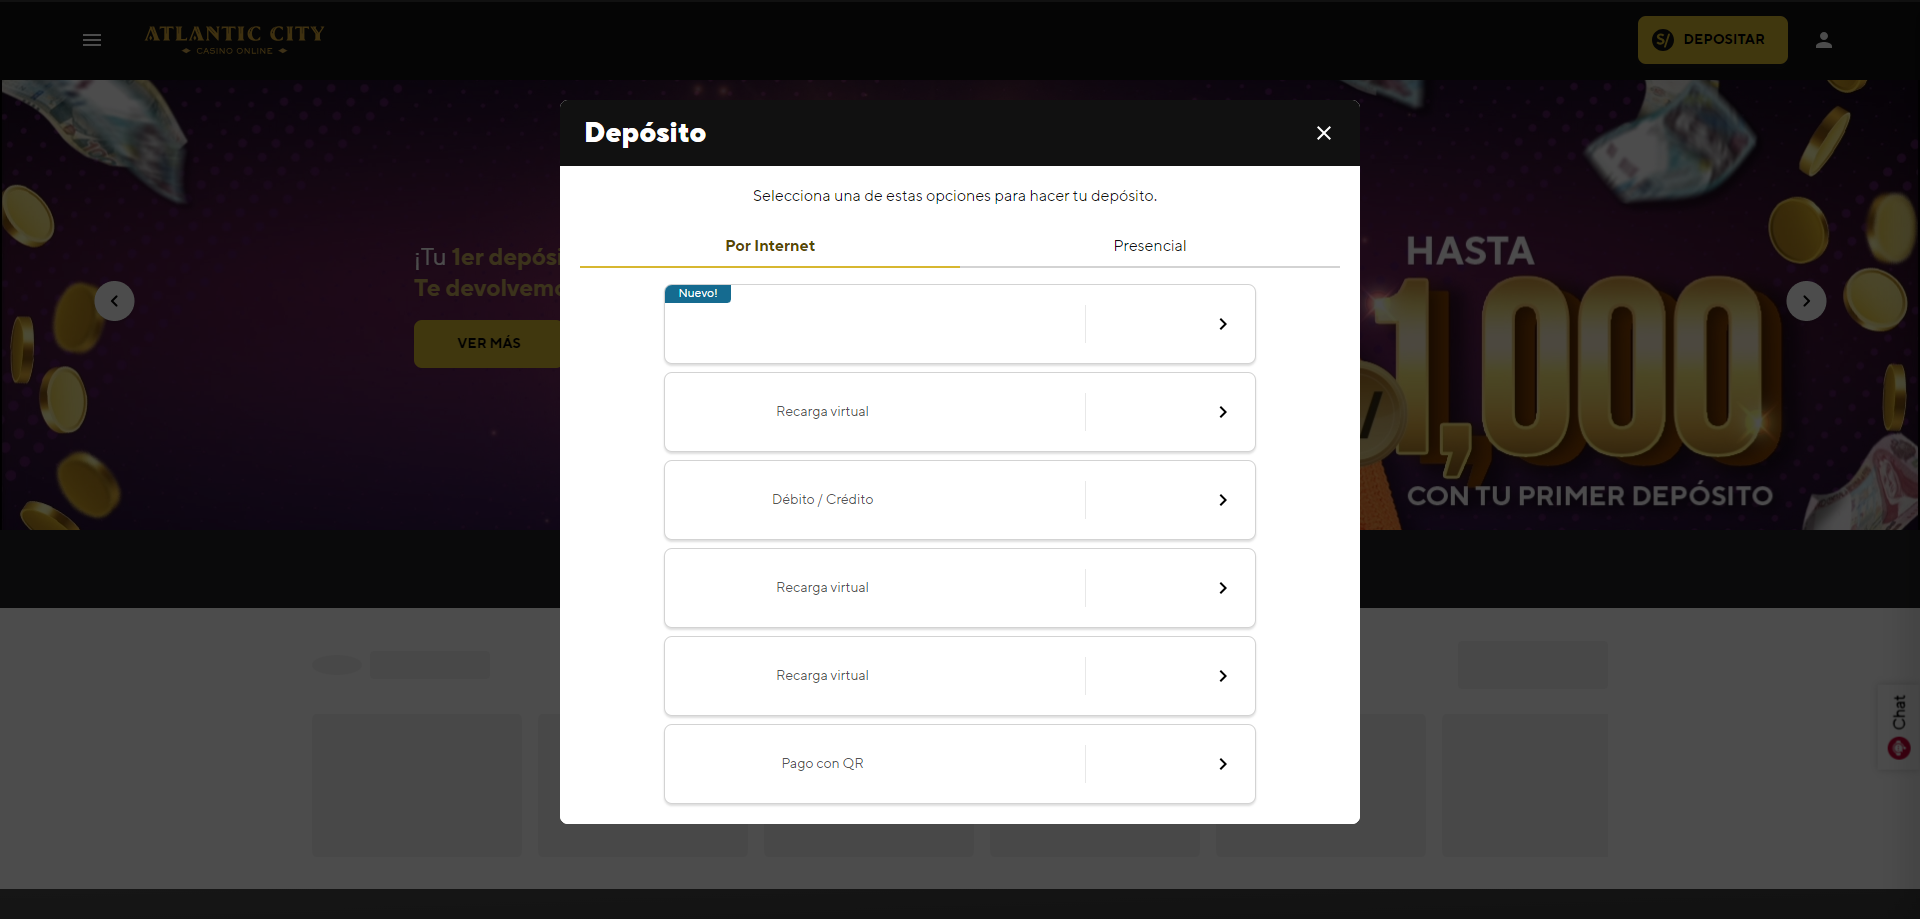 ATLANTIC CITY
CASINO ONLINE
S/ DEPOSITAR
Depósito
Selecciona una de estas opciones para hacer tu depósito.
Por Internet
Presencial
¡Tu 1er depósi
Te devolvemo
VER MÁS
HASTA
1,000
CON TU PRIMER DEPÓSITO
Nuevo!
Recarga virtual
Débito / Crédito
Recarga virtual
Recarga virtual
Pago con QR
Chat